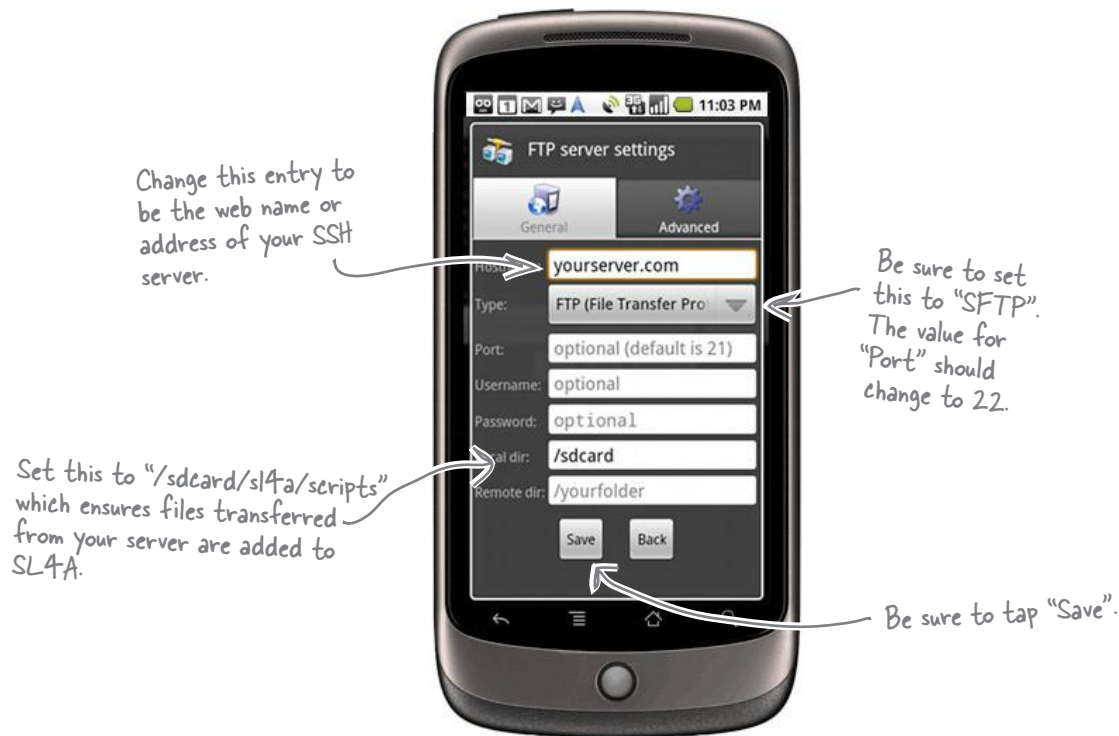 11:03 PM
FTP server settings
General
Advanced
Change this entry to
be the web name or
address of your SSH
server.
yourserver.com
Type:
FTP (File Transfer Pro
Be sure to set
this to "SFTP".
The value for
"Port" should
change to 22.
Port:
optional (default is 21)
Username:
optional
Password:
optional
dir:
/sdcard
Set this to "/sdcard/sl4a/scripts"
which ensures files transferred
from your server are added to
SL4A.
Remote dir:
/yourfolder
Save
Back
Be sure to tap "Save".